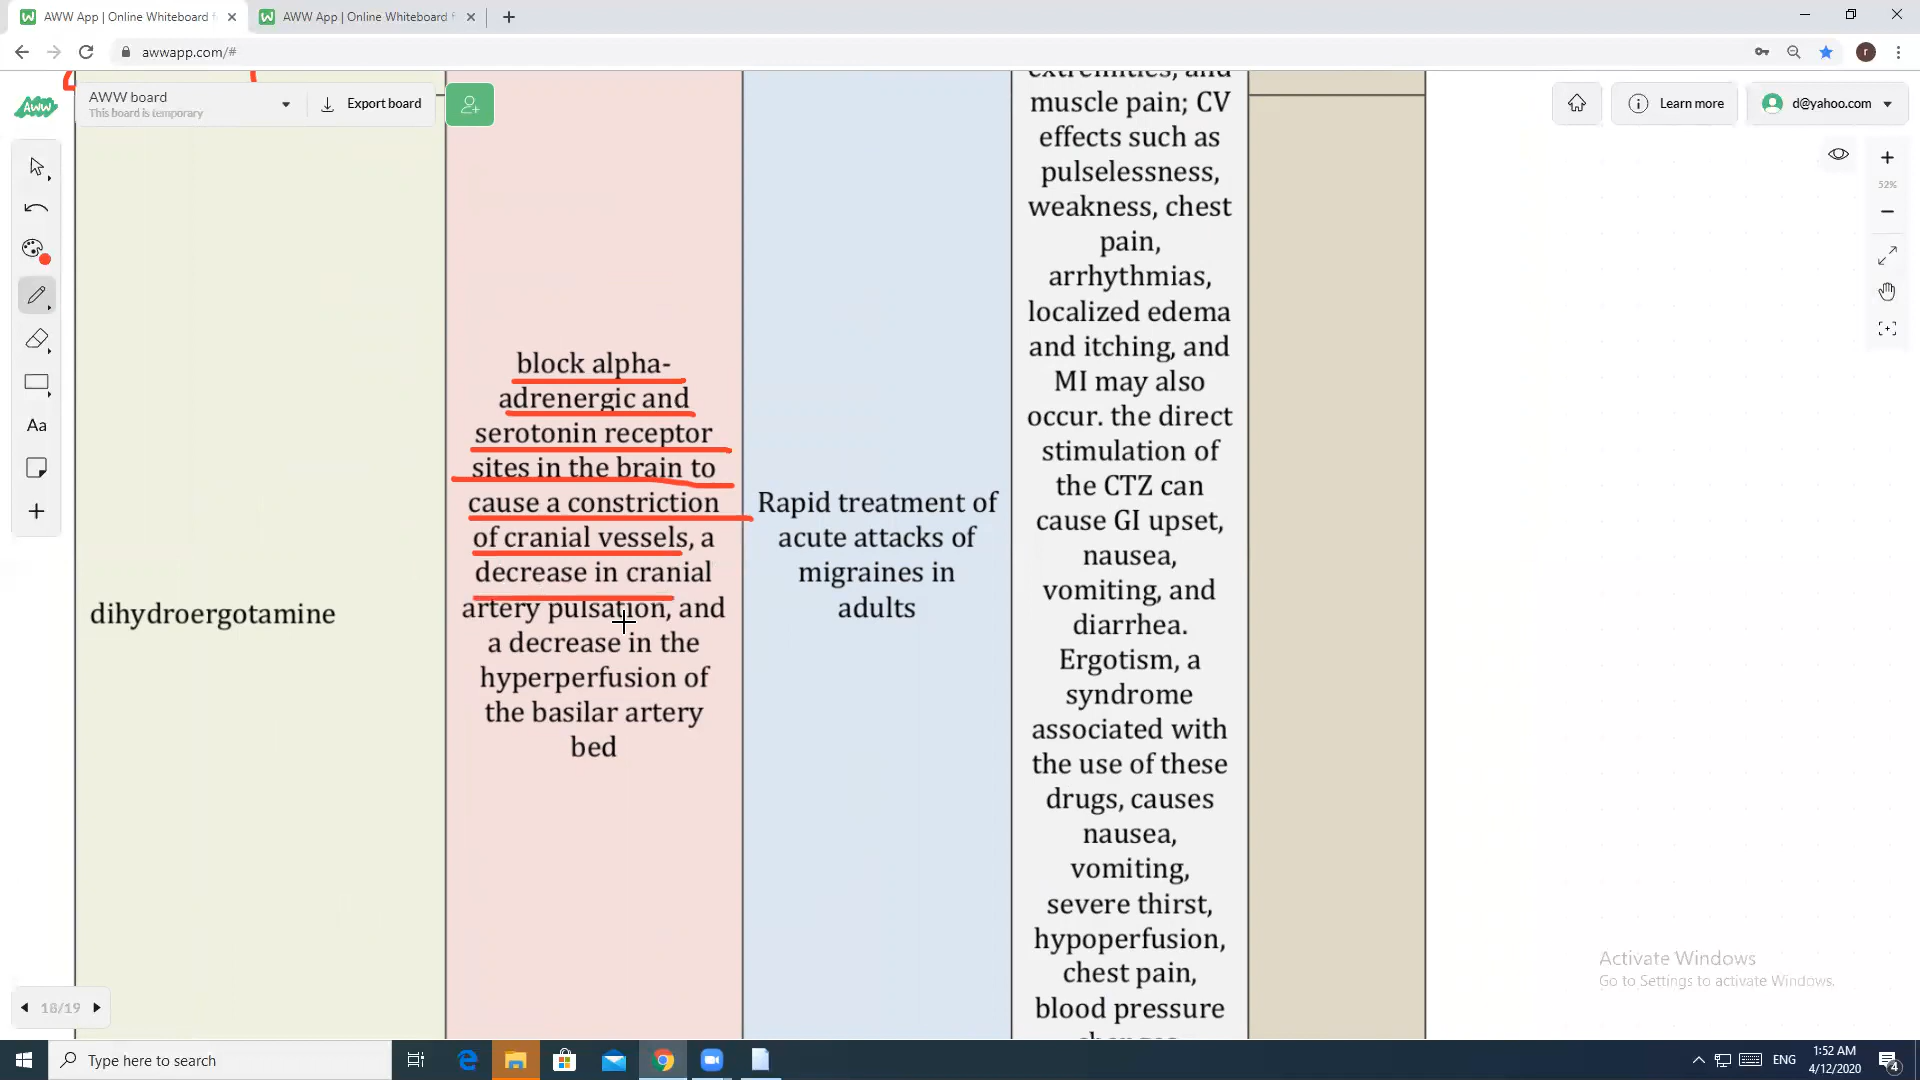 AWW App | Online Whiteboard f
AWW App | Online Whiteboard f
awwapp.com/#
AWW board
This board is temporary
Export board
Learn more
d@yahoo.com
52%
Aa
dihydroergotamine
block alpha-
adrenergic and
serotonin receptor
sites in the brain to
cause a constriction
of cranial vessels, a
decrease in cranial
artery pulsation, and
a decrease in the
hyperperfusion of
the basilar artery
bed
Rapid treatment of
acute attacks of
migraines in
adults
extremities, and
muscle pain; CV
effects such as
pulselessness,
weakness, chest
pain,
arrhythmias,
localized edema
and itching, and
MI may also
occur. the direct
stimulation of
the CTZ can
cause GI upset,
nausea,
vomiting, and
diarrhea.
Ergotism, a
syndrome
associated with
the use of these
drugs, causes
nausea,
vomiting,
severe thirst,
hypoperfusion,
chest pain,
blood pressure
changes
Activate Windows
Go to Settings to activate Windows.
18/19
Type here to search
ENG
1:52 AM
4/12/2020
4